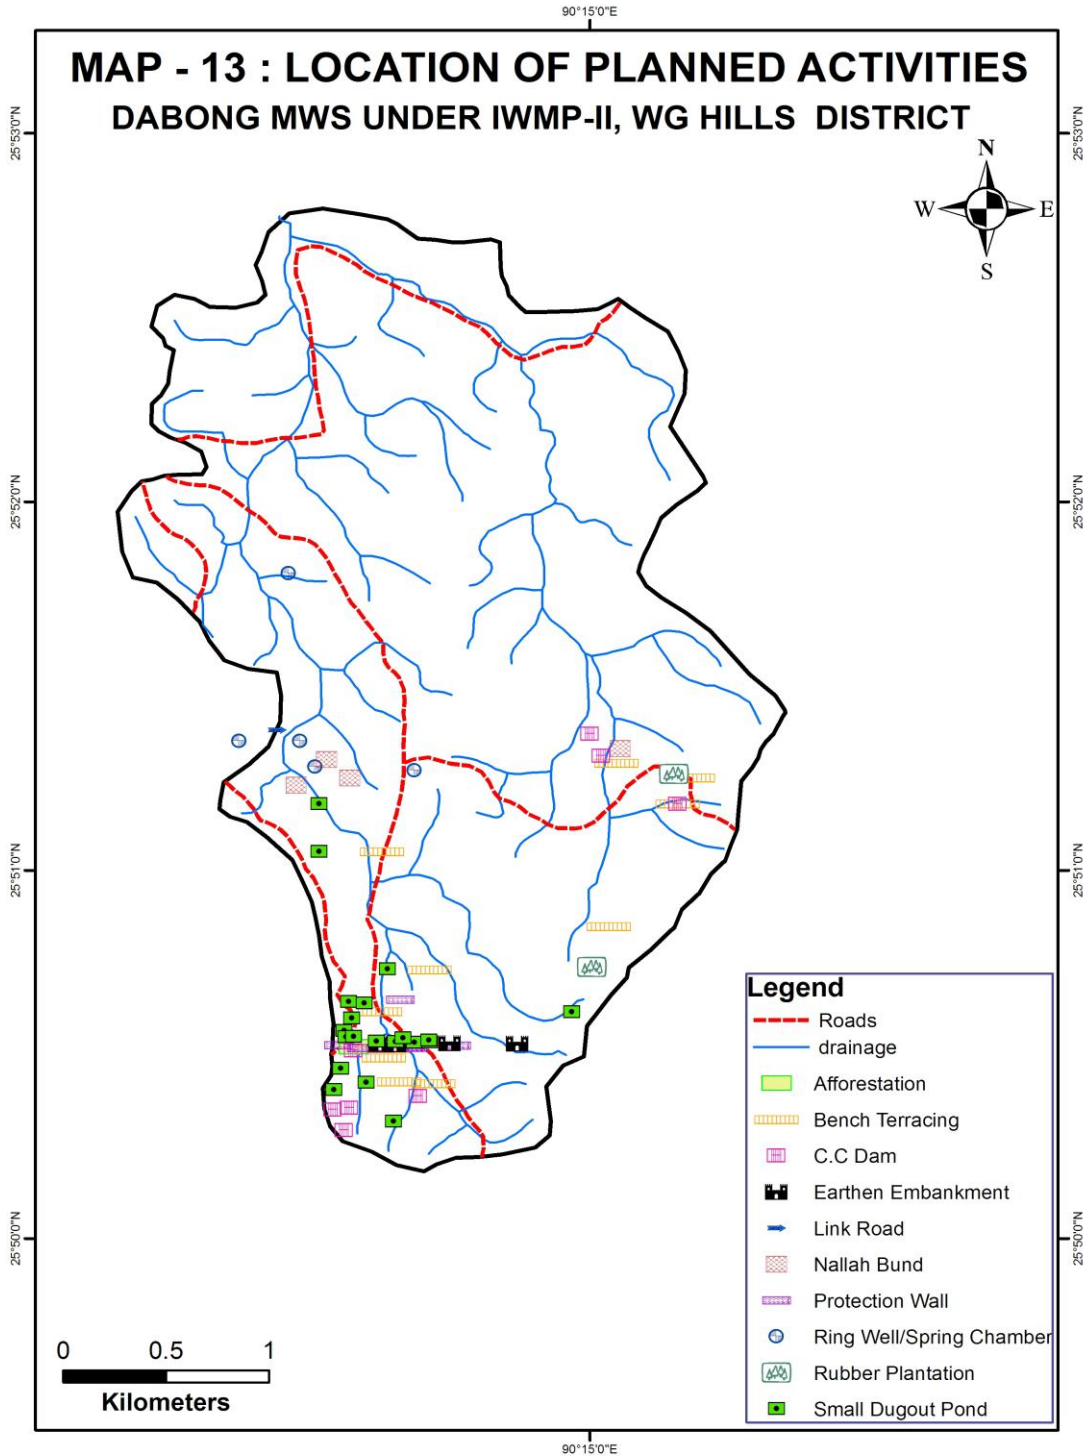 90°15'0"E
MAP - 13 : LOCATION OF PLANNED ACTIVITIES
DABONG MWS UNDER IWMP-II, WG HILLS DISTRICT
25°53'0"N
25°53'0"N
N
W
E
S
25°52'0"N
25°52'0"N
25°51'0"N
25°51'0"N
Legend
Roads
drainage
Afforestation
Bench Terracing
C.C Dam
Earthen Embankment
Link Road
Nallah Bund
Protection Wall
Ring Well/Spring Chamber
Rubber Plantation
Small Dugout Pond
25°50'0"N
25°50'0"N
0 0.5 1
Kilometers
90°15'0"E